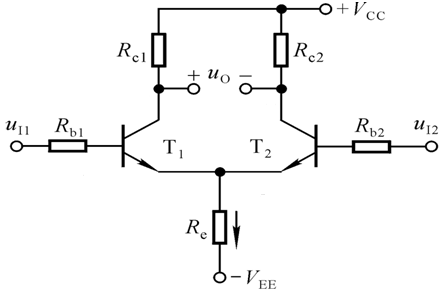 +V_CC
R_c1 R_c2
+ u_O −
u_I1 R_b1 T_1 T_2 R_b2 u_I2
R_e
−V_EE